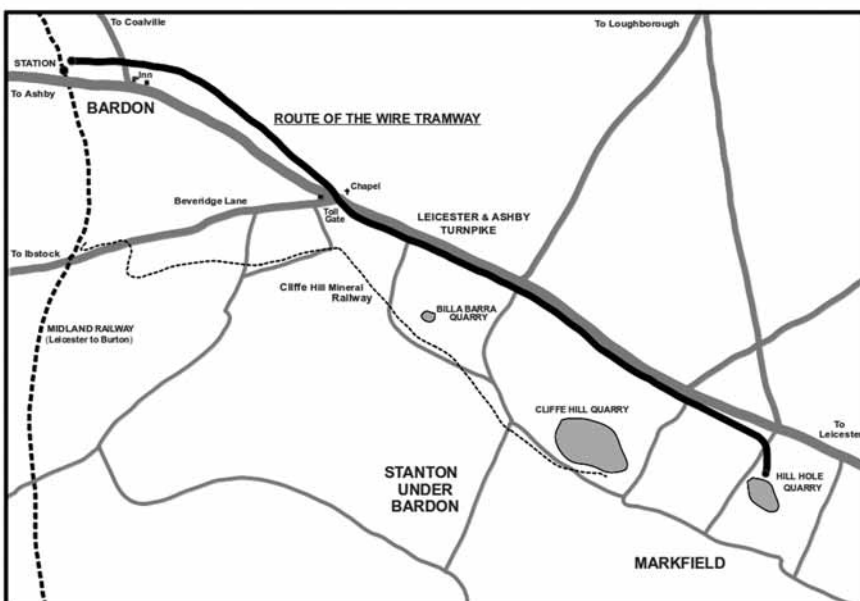 To Coalville
To Loughborough
STATION
Inn
To Ashby
BARDON
ROUTE OF THE WIRE TRAMWAY
Chapel
Beveridge Lane
Toll
Gate
LEICESTER & ASHBY
TURNPIKE
To Ibstock
Cliffe Hill Mineral
Railway
BILLA BARRA
QUARRY
MIDLAND RAILWAY
(Leicester to Burton)
CLIFFE HILL QUARRY
To
Leicester
STANTON
UNDER
BARDON
HILL HOLE
QUARRY
MARKFIELD